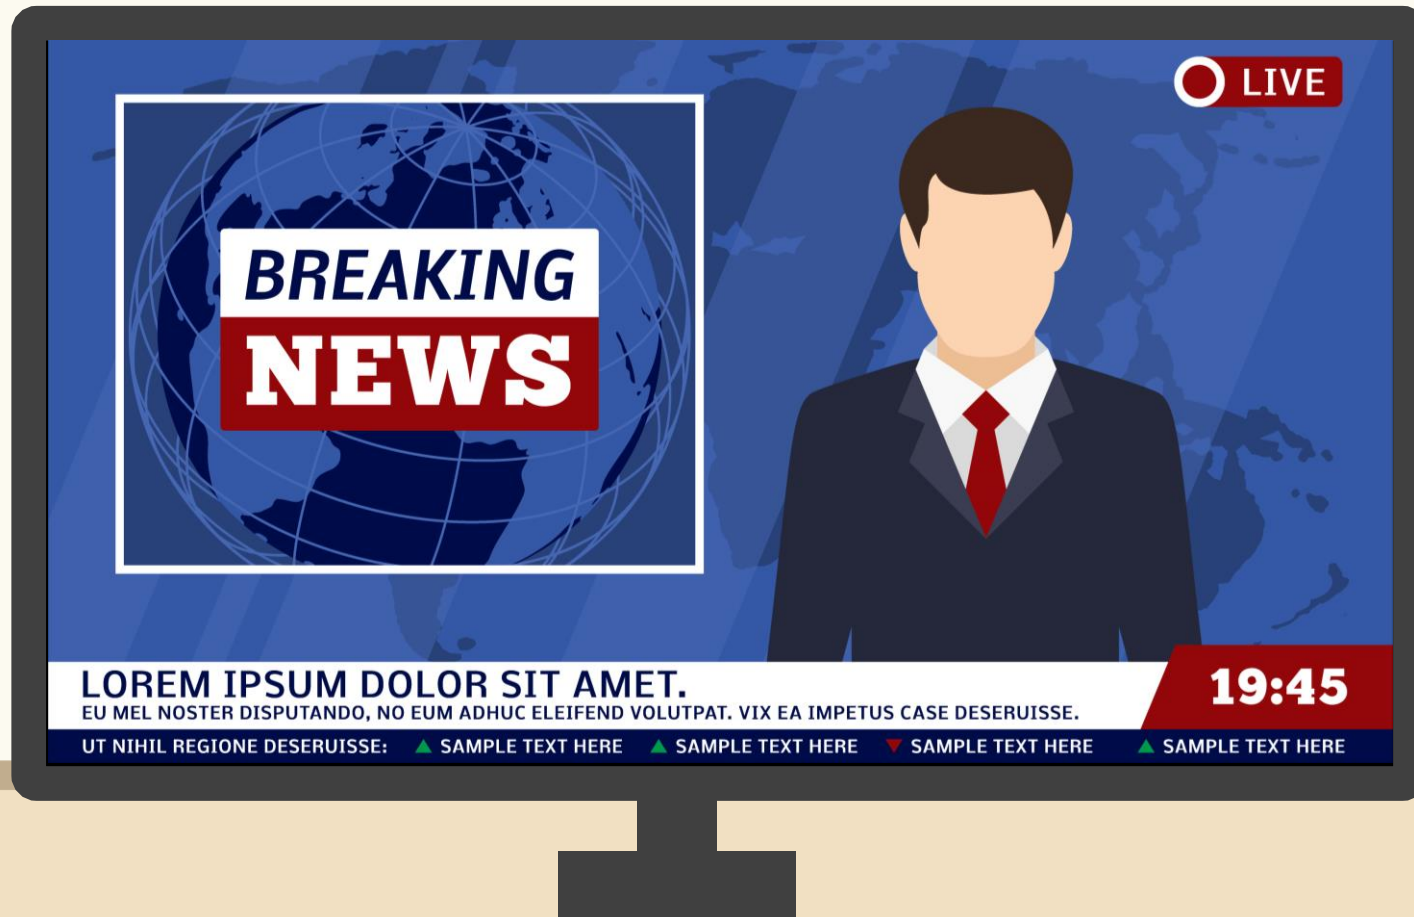 LIVE
BREAKING
NEWS
LOREM IPSUM DOLOR SIT AMET.
EU MEL NOSTER DISPUTANDO, NO EUM ADHUC ELEIFEND VOLUTPAT. VIX EA IMPETUS CASE DESERUISSE.
19:45
UT NIHIL REGIONE DESERUISSE: ▲ SAMPLE TEXT HERE ▲ SAMPLE TEXT HERE ▼ SAMPLE TEXT HERE ▲ SAMPLE TEXT HERE